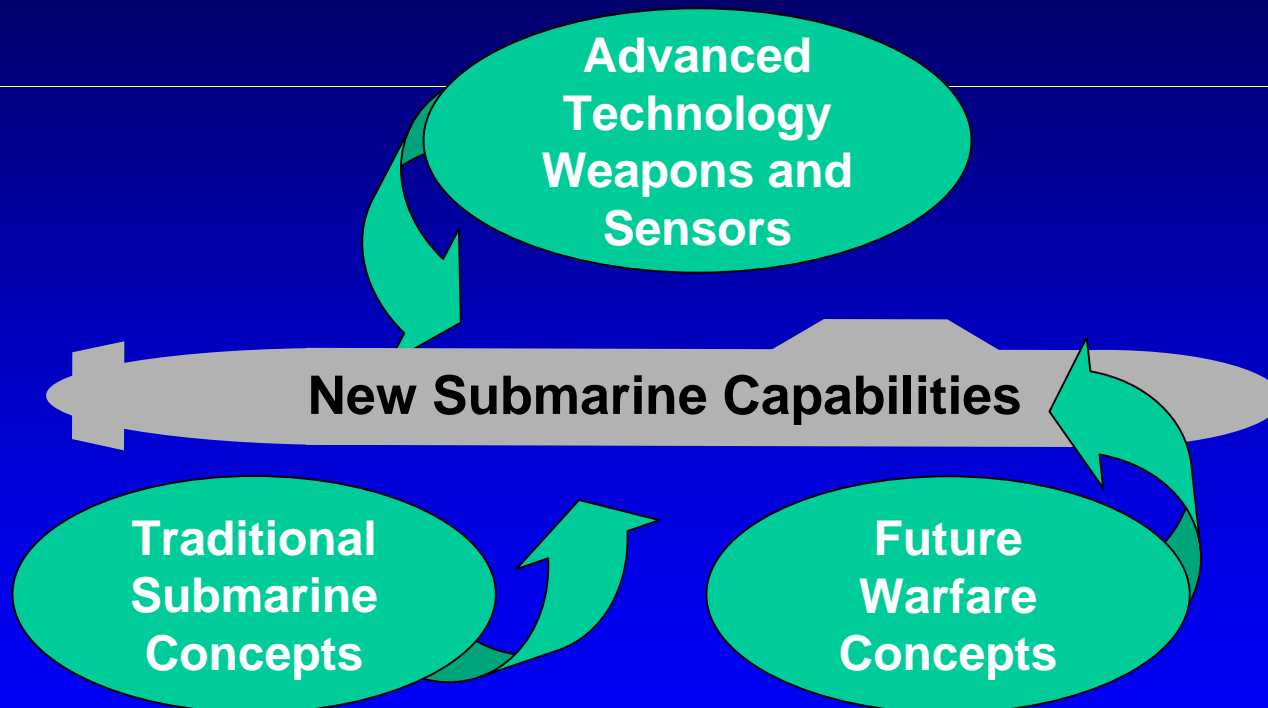 Advanced
Technology
Weapons and
Sensors
New Submarine Capabilities
Traditional
Submarine
Concepts
Future
Warfare
Concepts